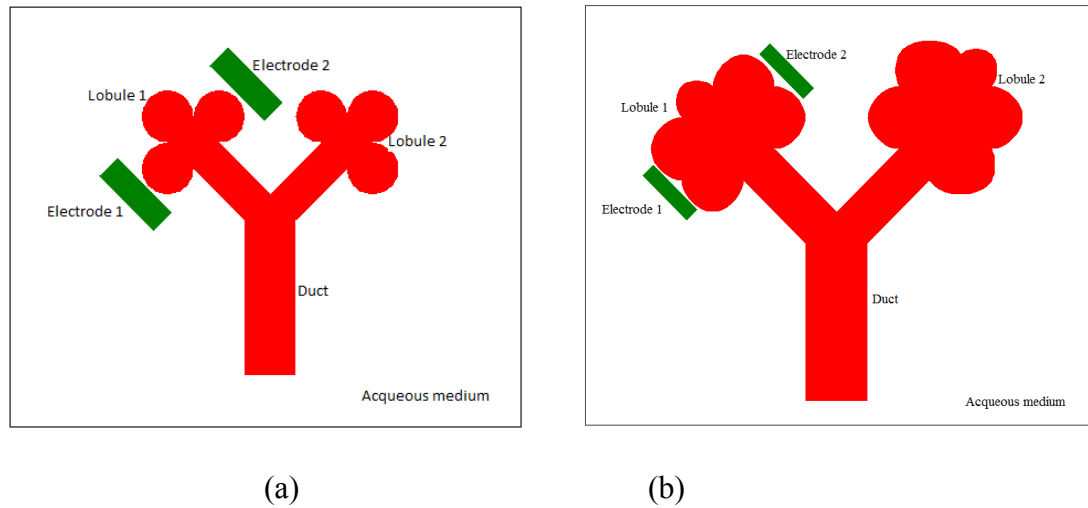 Electrode 2
Lobule 1
Lobule 2
Electrode 1
Duct
Acqueous medium
Electrode 2
Lobule 1
Lobule 2
Electrode 1
Duct
Acqueous medium
(a)
(b)